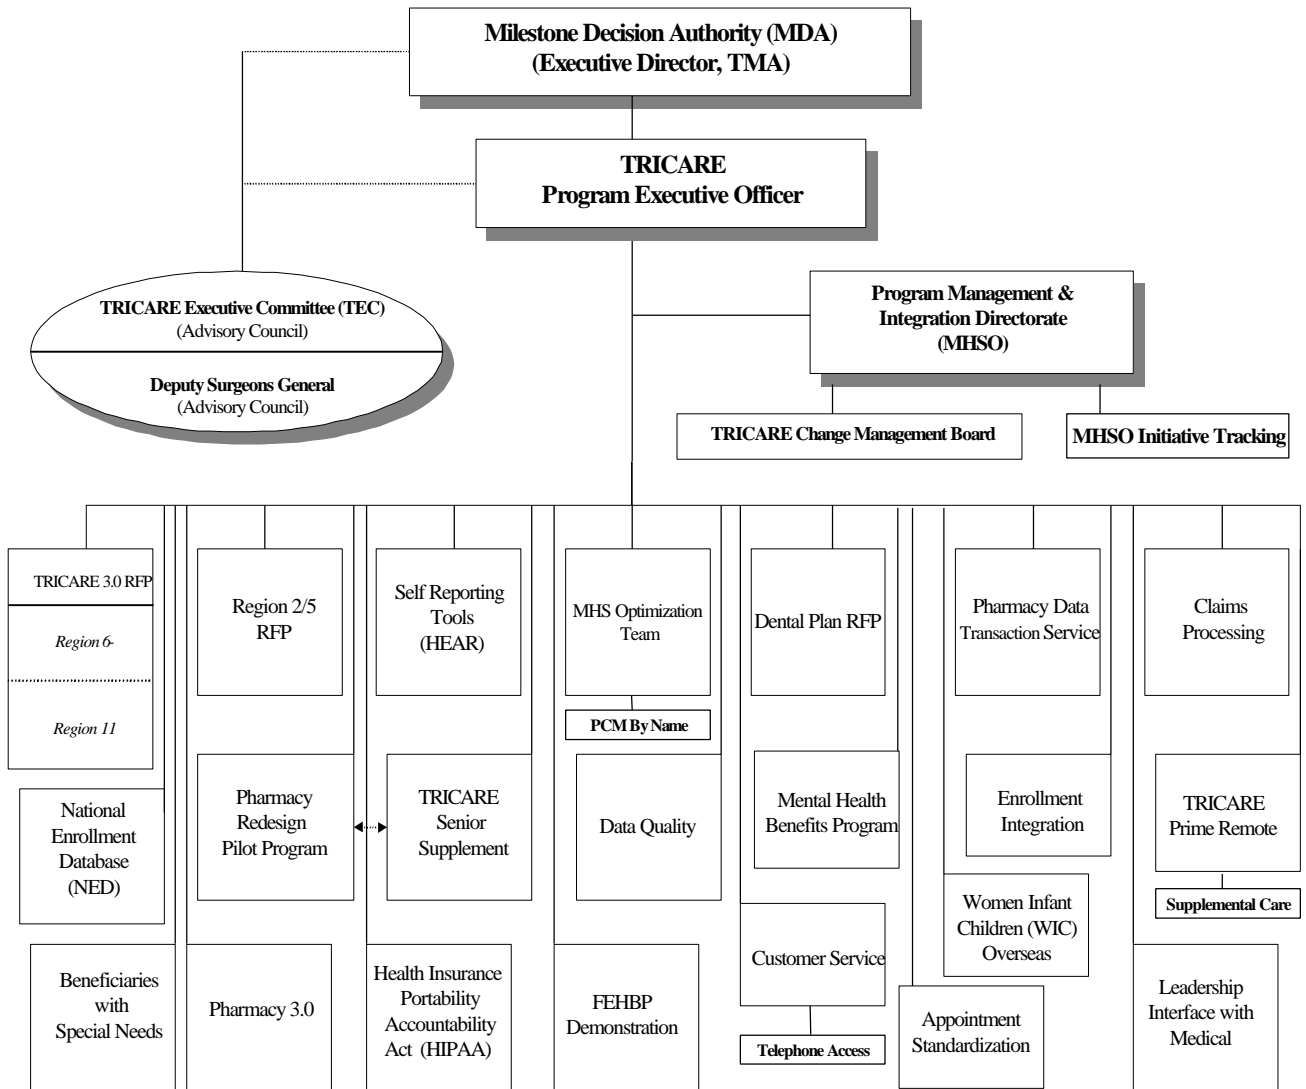 Milestone Decision Authority (MDA)
(Executive Director, TMA)
TRICARE
Program Executive Officer
TRICARE Executive Committee (TEC)
(Advisory Council)
Deputy Surgeons General
(Advisory Council)
Program Management &
Integration Directorate
(MHSO)
TRICARE Change Management Board
MHSO Initiative Tracking
TRICARE 3.0 RFP
Region 6-
Region 11
Region 2/5
RFP
Self Reporting
Tools
(HEAR)
MHS Optimization
Team
PCM By Name
Dental Plan RFP
Pharmacy Data
Transaction Service
Claims
Processing
National
Enrollment
Database
(NED)
Pharmacy
Redesign
Pilot Program
TRICARE
Senior
Supplement
Data Quality
Mental Health
Benefits Program
Enrollment
Integration
TRICARE
Prime Remote
Supplemental Care
Women Infant
Children (WIC)
Overseas
Customer Service
Telephone Access
Beneficiaries
with
Special Needs
Pharmacy 3.0
Health Insurance
Portability
Accountability
Act (HIPAA)
FEHBP
Demonstration
Appointment
Standardization
Leadership
Interface with
Medical